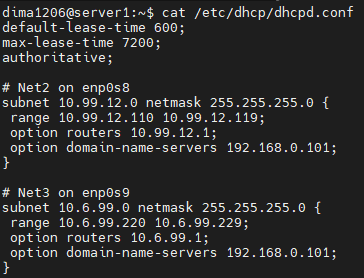 dima1206@server1:~$ cat /etc/dhcp/dhcpd.conf
default-lease-time 600;
max-lease-time 7200;
authoritative;

# Net2 on enp0s8
subnet 10.99.12.0 netmask 255.255.255.0 {
 range 10.99.12.110 10.99.12.119;
 option routers 10.99.12.1;
 option domain-name-servers 192.168.0.101;
}

# Net3 on enp0s9
subnet 10.6.99.0 netmask 255.255.255.0 {
 range 10.6.99.220 10.6.99.229;
 option routers 10.6.99.1;
 option domain-name-servers 192.168.0.101;
}